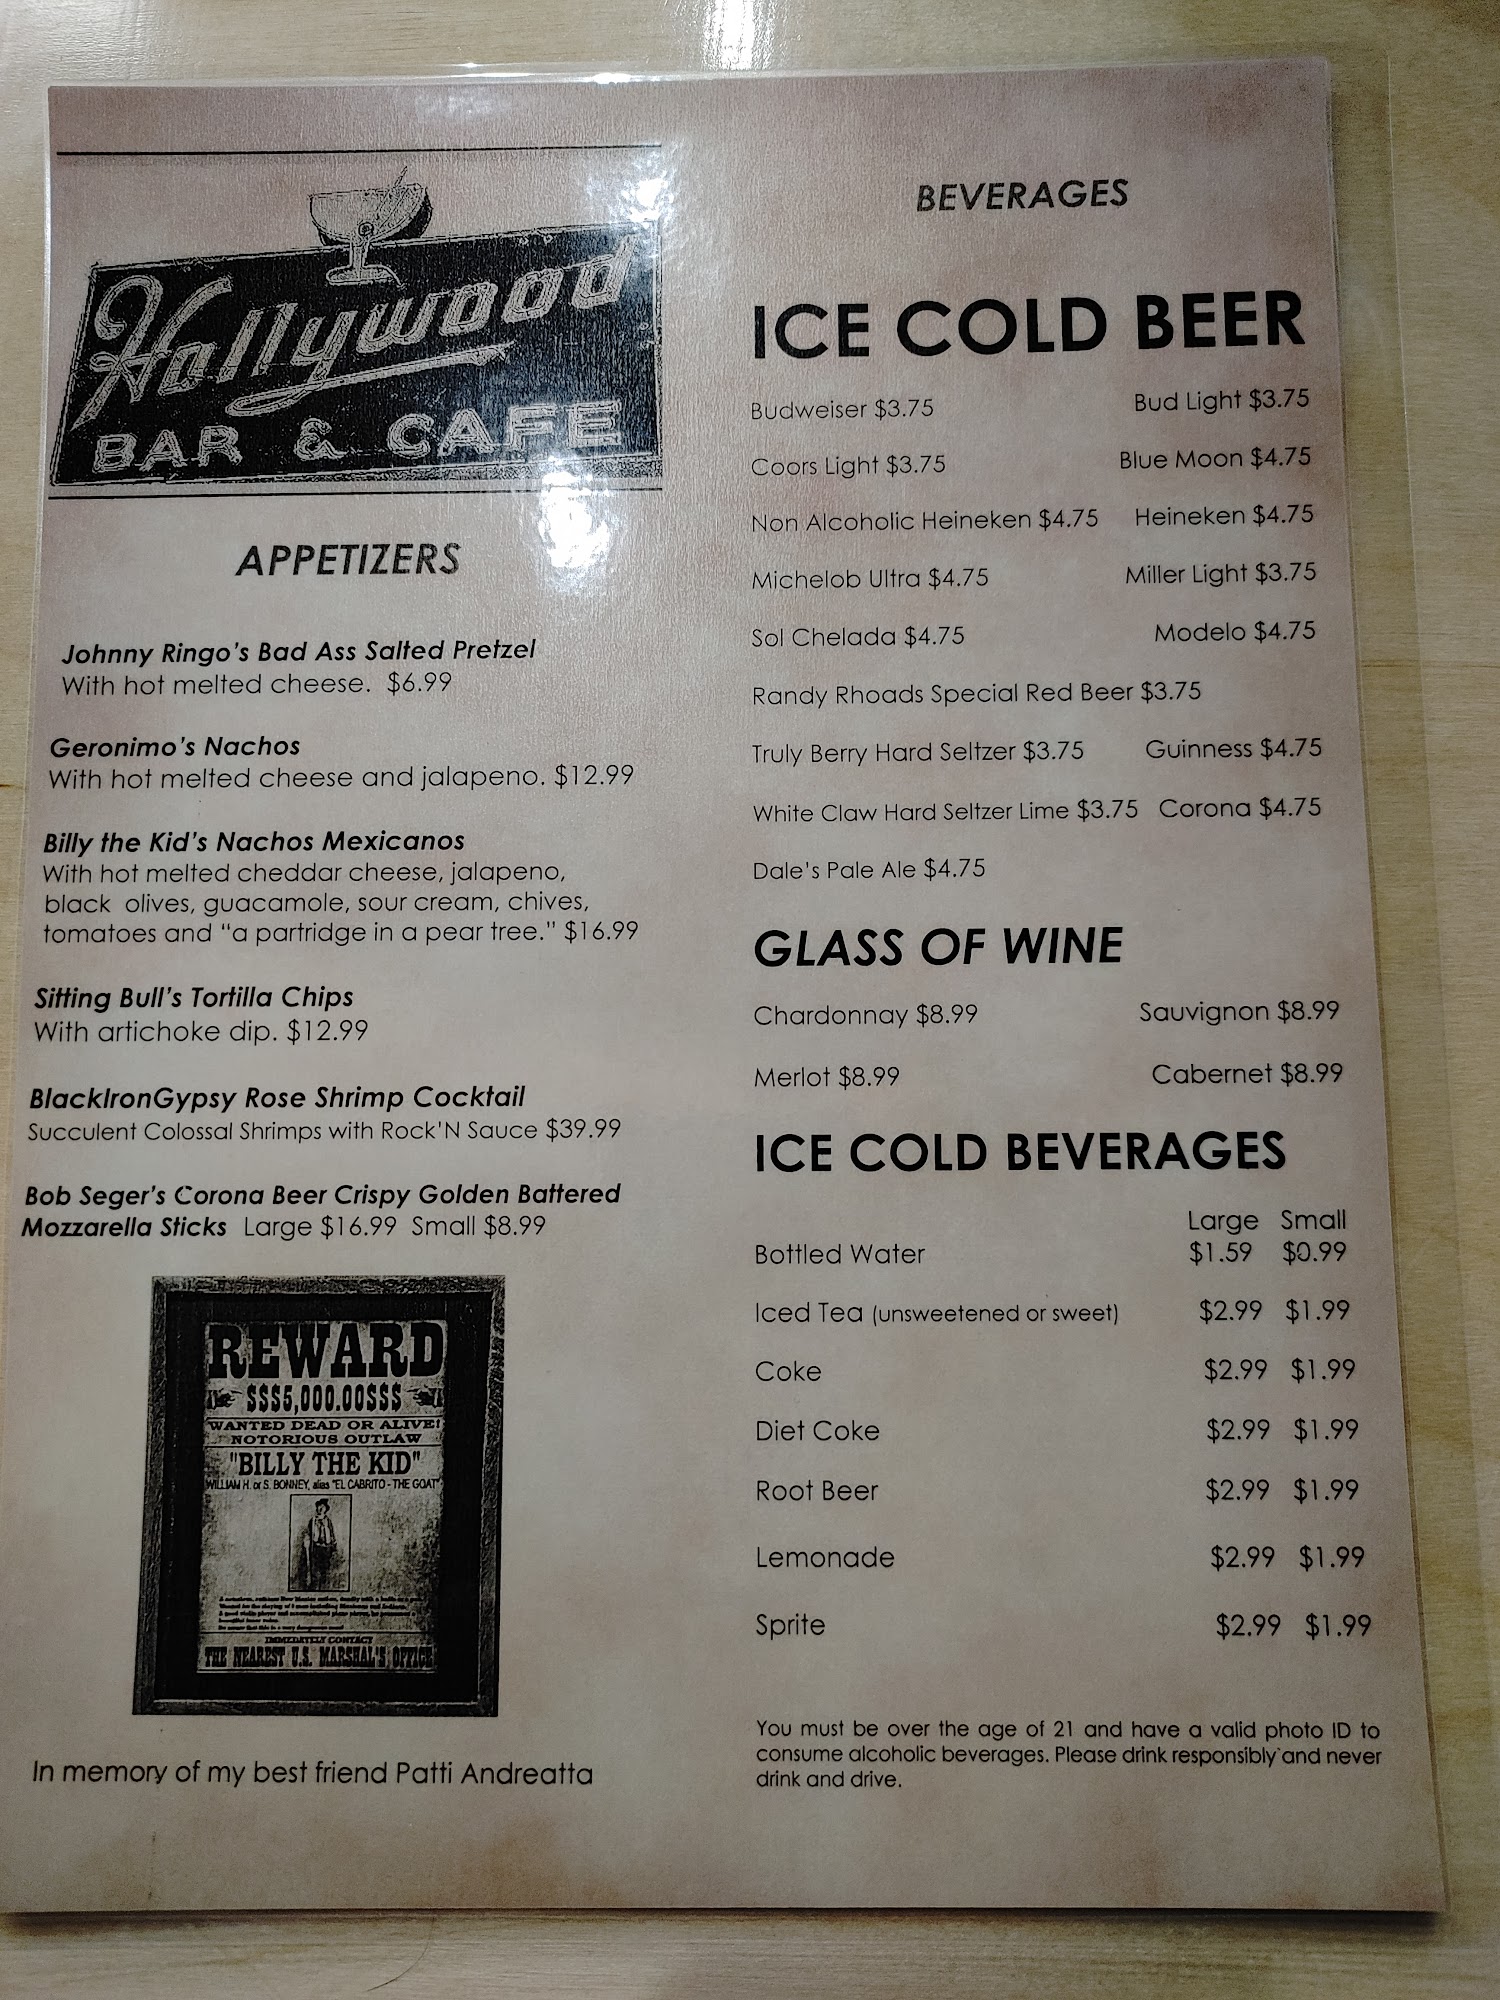 Hollywood
BAR & CAFE
APPETIZERS
Johnny Ringo's Bad Ass Salted Pretzel
With hot melted cheese. $6.99
Geronimo's Nachos
With hot melted cheese and jalapeno. $12.99
Billy the Kid's Nachos Mexicanos
With hot melted cheddar cheese, jalapeno,
black olives, guacamole, sour cream, chives,
tomatoes and "a partridge in a pear tree." $16.99
Sitting Bull's Tortilla Chips
With artichoke dip. $12.99
BlackIronGypsy Rose Shrimp Cocktail
Succulent Colossal Shrimps with Rock'N Sauce $39.99
Bob Seger's Corona Beer Crispy Golden Battered
Mozzarella Sticks Large $16.99 Small $8.99
REWARD
$$$5,000.00$$$
WANTED DEAD OR ALIVE!
NOTORIOUS OUTLAW
"BILLY THE KID"
WILLIAM H. or S. BONNEY, alias "EL CABRITO - THE GOAT"
IMMEDIATELY CONTACT
THE NEAREST U.S. MARSHAL'S OFFICE
In memory of my best friend Patti Andreatta
BEVERAGES
ICE COLD BEER
Budweiser $3.75 Bud Light $3.75
Coors Light $3.75 Blue Moon $4.75
Non Alcoholic Heineken $4.75 Heineken $4.75
Michelob Ultra $4.75 Miller Light $3.75
Sol Chelada $4.75 Modelo $4.75
Randy Rhoads Special Red Beer $3.75
Truly Berry Hard Seltzer $3.75 Guinness $4.75
White Claw Hard Seltzer Lime $3.75 Corona $4.75
Dale's Pale Ale $4.75
GLASS OF WINE
Chardonnay $8.99 Sauvignon $8.99
Merlot $8.99 Cabernet $8.99
ICE COLD BEVERAGES
Large Small
Bottled Water $1.59 $0.99
Iced Tea (unsweetened or sweet) $2.99 $1.99
Coke $2.99 $1.99
Diet Coke $2.99 $1.99
Root Beer $2.99 $1.99
Lemonade $2.99 $1.99
Sprite $2.99 $1.99
You must be over the age of 21 and have a valid photo ID to
consume alcoholic beverages. Please drink responsibly and never
drink and drive.